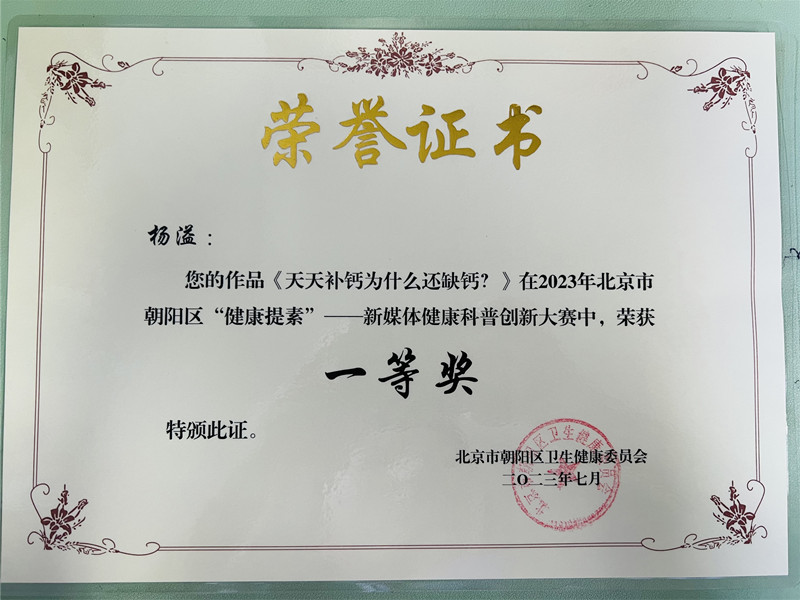 荣誉证书
杨溢：
您的作品《天天补钙为什么还缺钙？》在2023年北京市
朝阳区“健康提素”——新媒体健康科普创新大赛中，荣获
一等奖
特颁此证。
北京市朝阳区卫生健康委员会
二〇二三年七月